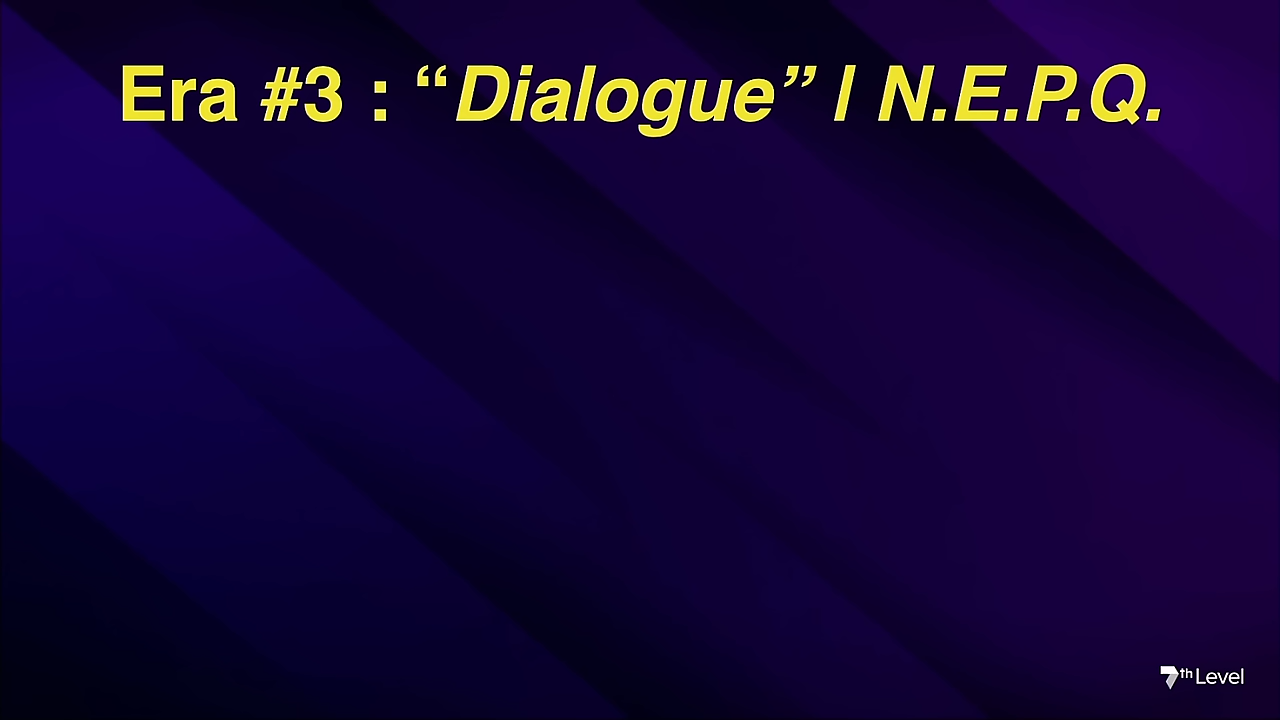 Era #3 : “Dialogue” | N.E.P.Q.
7th Level